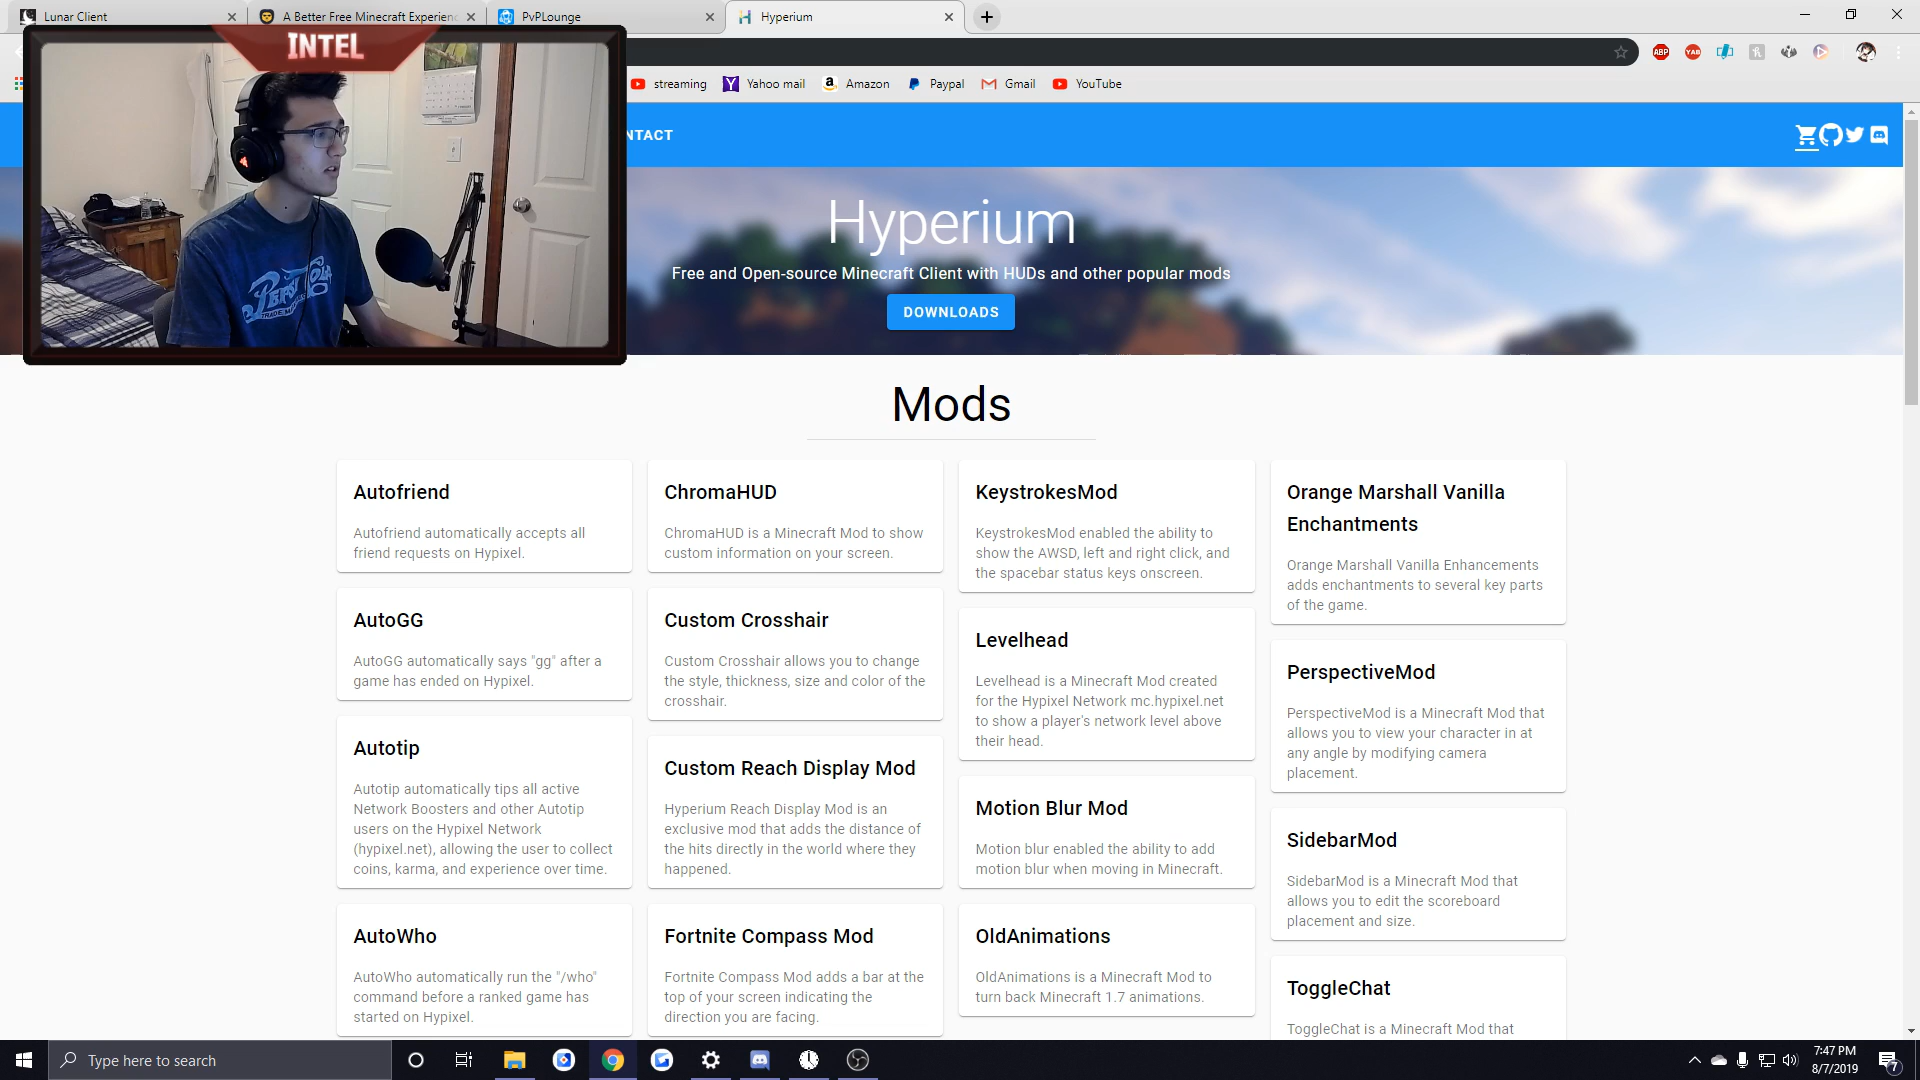 Lunar Client
A Better Free Minecraft Experienc
PvPLounge
Hyperium
INTEL
ABP
YAB
streaming
Yahoo mail
Amazon
Paypal
Gmail
YouTube
NTACT
Hyperium
Free and Open-source Minecraft Client with HUDs and other popular mods
DOWNLOADS
Mods
Autofriend
Autofriend automatically accepts all
friend requests on Hypixel.
AutoGG
AutoGG automatically says "gg" after a
game has ended on Hypixel.
Autotip
Autotip automatically tips all active
Network Boosters and other Autotip
users on the Hypixel Network
(hypixel.net), allowing the user to collect
coins, karma, and experience over time.
AutoWho
AutoWho automatically run the "/who"
command before a ranked game has
started on Hypixel.
ChromaHUD
ChromaHUD is a Minecraft Mod to show
custom information on your screen.
Custom Crosshair
Custom Crosshair allows you to change
the style, thickness, size and color of the
crosshair.
Custom Reach Display Mod
Hyperium Reach Display Mod is an
exclusive mod that adds the distance of
the hits directly in the world where they
happened.
Fortnite Compass Mod
Fortnite Compass Mod adds a bar at the
top of your screen indicating the
direction you are facing.
KeystrokesMod
KeystrokesMod enabled the ability to
show the AWSD, left and right click, and
the spacebar status keys onscreen.
Levelhead
Levelhead is a Minecraft Mod created
for the Hypixel Network mc.hypixel.net
to show a player's network level above
their head.
Motion Blur Mod
Motion blur enabled the ability to add
motion blur when moving in Minecraft.
OldAnimations
OldAnimations is a Minecraft Mod to
turn back Minecraft 1.7 animations.
Orange Marshall Vanilla
Enchantments
Orange Marshall Vanilla Enhancements
adds enchantments to several key parts
of the game.
PerspectiveMod
PerspectiveMod is a Minecraft Mod that
allows you to view your character in at
any angle by modifying camera
placement.
SidebarMod
SidebarMod is a Minecraft Mod that
allows you to edit the scoreboard
placement and size.
ToggleChat
ToggleChat is a Minecraft Mod that
Type here to search
7:47 PM
8/7/2019
7